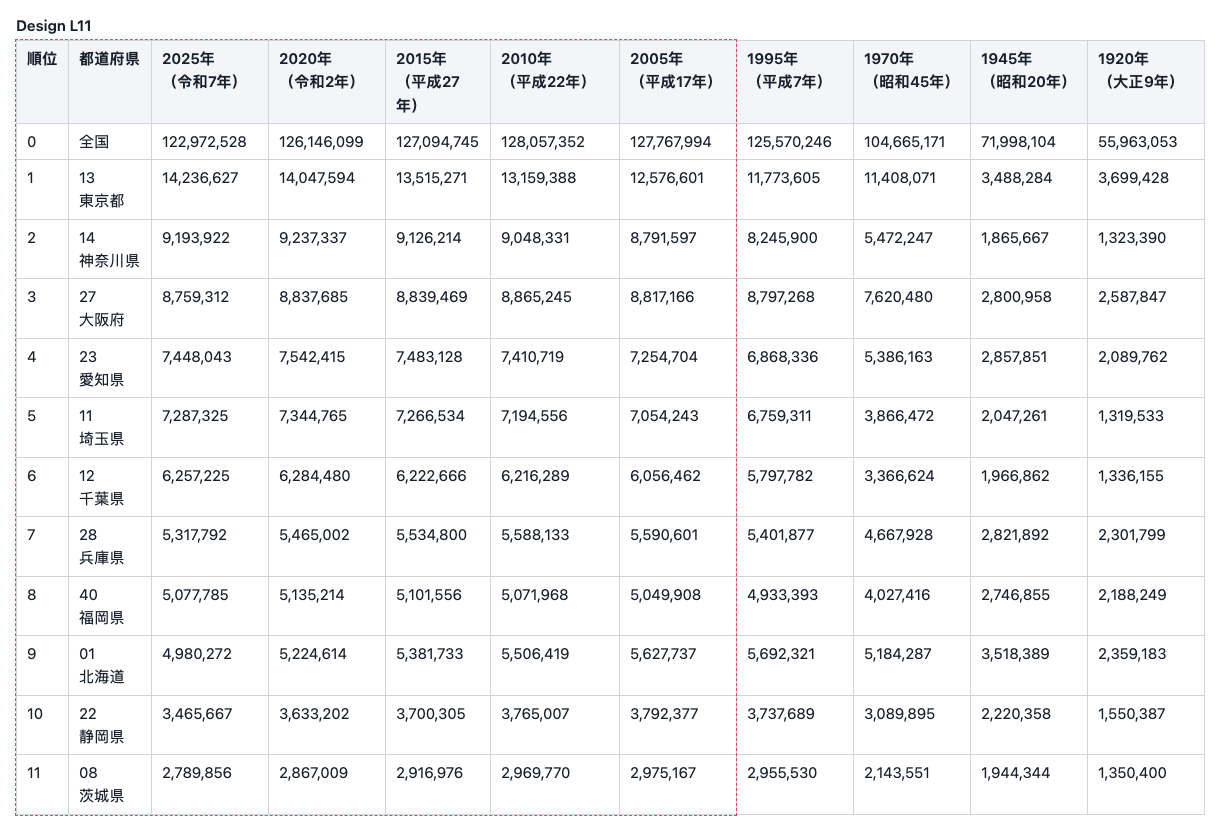 Design L11
順位 都道府県 2025年 2020年 2015年 2010年 2005年 1995年 1970年 1945年 1920年
（令和7年） （令和2年） （平成27 （平成22年） （平成17年） （平成7年） （昭和45年） （昭和20年） （大正9年）
年）
0 全国 122,972,528 126,146,099 127,094,745 128,057,352 127,767,994 125,570,246 104,665,171 71,998,104 55,963,053
1 13 14,236,627 14,047,594 13,515,271 13,159,388 12,576,601 11,773,605 11,408,071 3,488,284 3,699,428
東京都
2 14 9,193,922 9,237,337 9,126,214 9,048,331 8,791,597 8,245,900 5,472,247 1,865,667 1,323,390
神奈川県
3 27 8,759,312 8,837,685 8,839,469 8,865,245 8,817,166 8,797,268 7,620,480 2,800,958 2,587,847
大阪府
4 23 7,448,043 7,542,415 7,483,128 7,410,719 7,254,704 6,868,336 5,386,163 2,857,851 2,089,762
愛知県
5 11 7,287,325 7,344,765 7,266,534 7,194,556 7,054,243 6,759,311 3,866,472 2,047,261 1,319,533
埼玉県
6 12 6,257,225 6,284,480 6,222,666 6,216,289 6,056,462 5,797,782 3,366,624 1,966,862 1,336,155
千葉県
7 28 5,317,792 5,465,002 5,534,800 5,588,133 5,590,601 5,401,877 4,667,928 2,821,892 2,301,799
兵庫県
8 40 5,077,785 5,135,214 5,101,556 5,071,968 5,049,908 4,933,393 4,027,416 2,746,855 2,188,249
福岡県
9 01 4,980,272 5,224,614 5,381,733 5,506,419 5,627,737 5,692,321 5,184,287 3,518,389 2,359,183
北海道
10 22 3,465,667 3,633,202 3,700,305 3,765,007 3,792,377 3,737,689 3,089,895 2,220,358 1,550,387
静岡県
11 08 2,789,856 2,867,009 2,916,976 2,969,770 2,975,167 2,955,530 2,143,551 1,944,344 1,350,400
茨城県